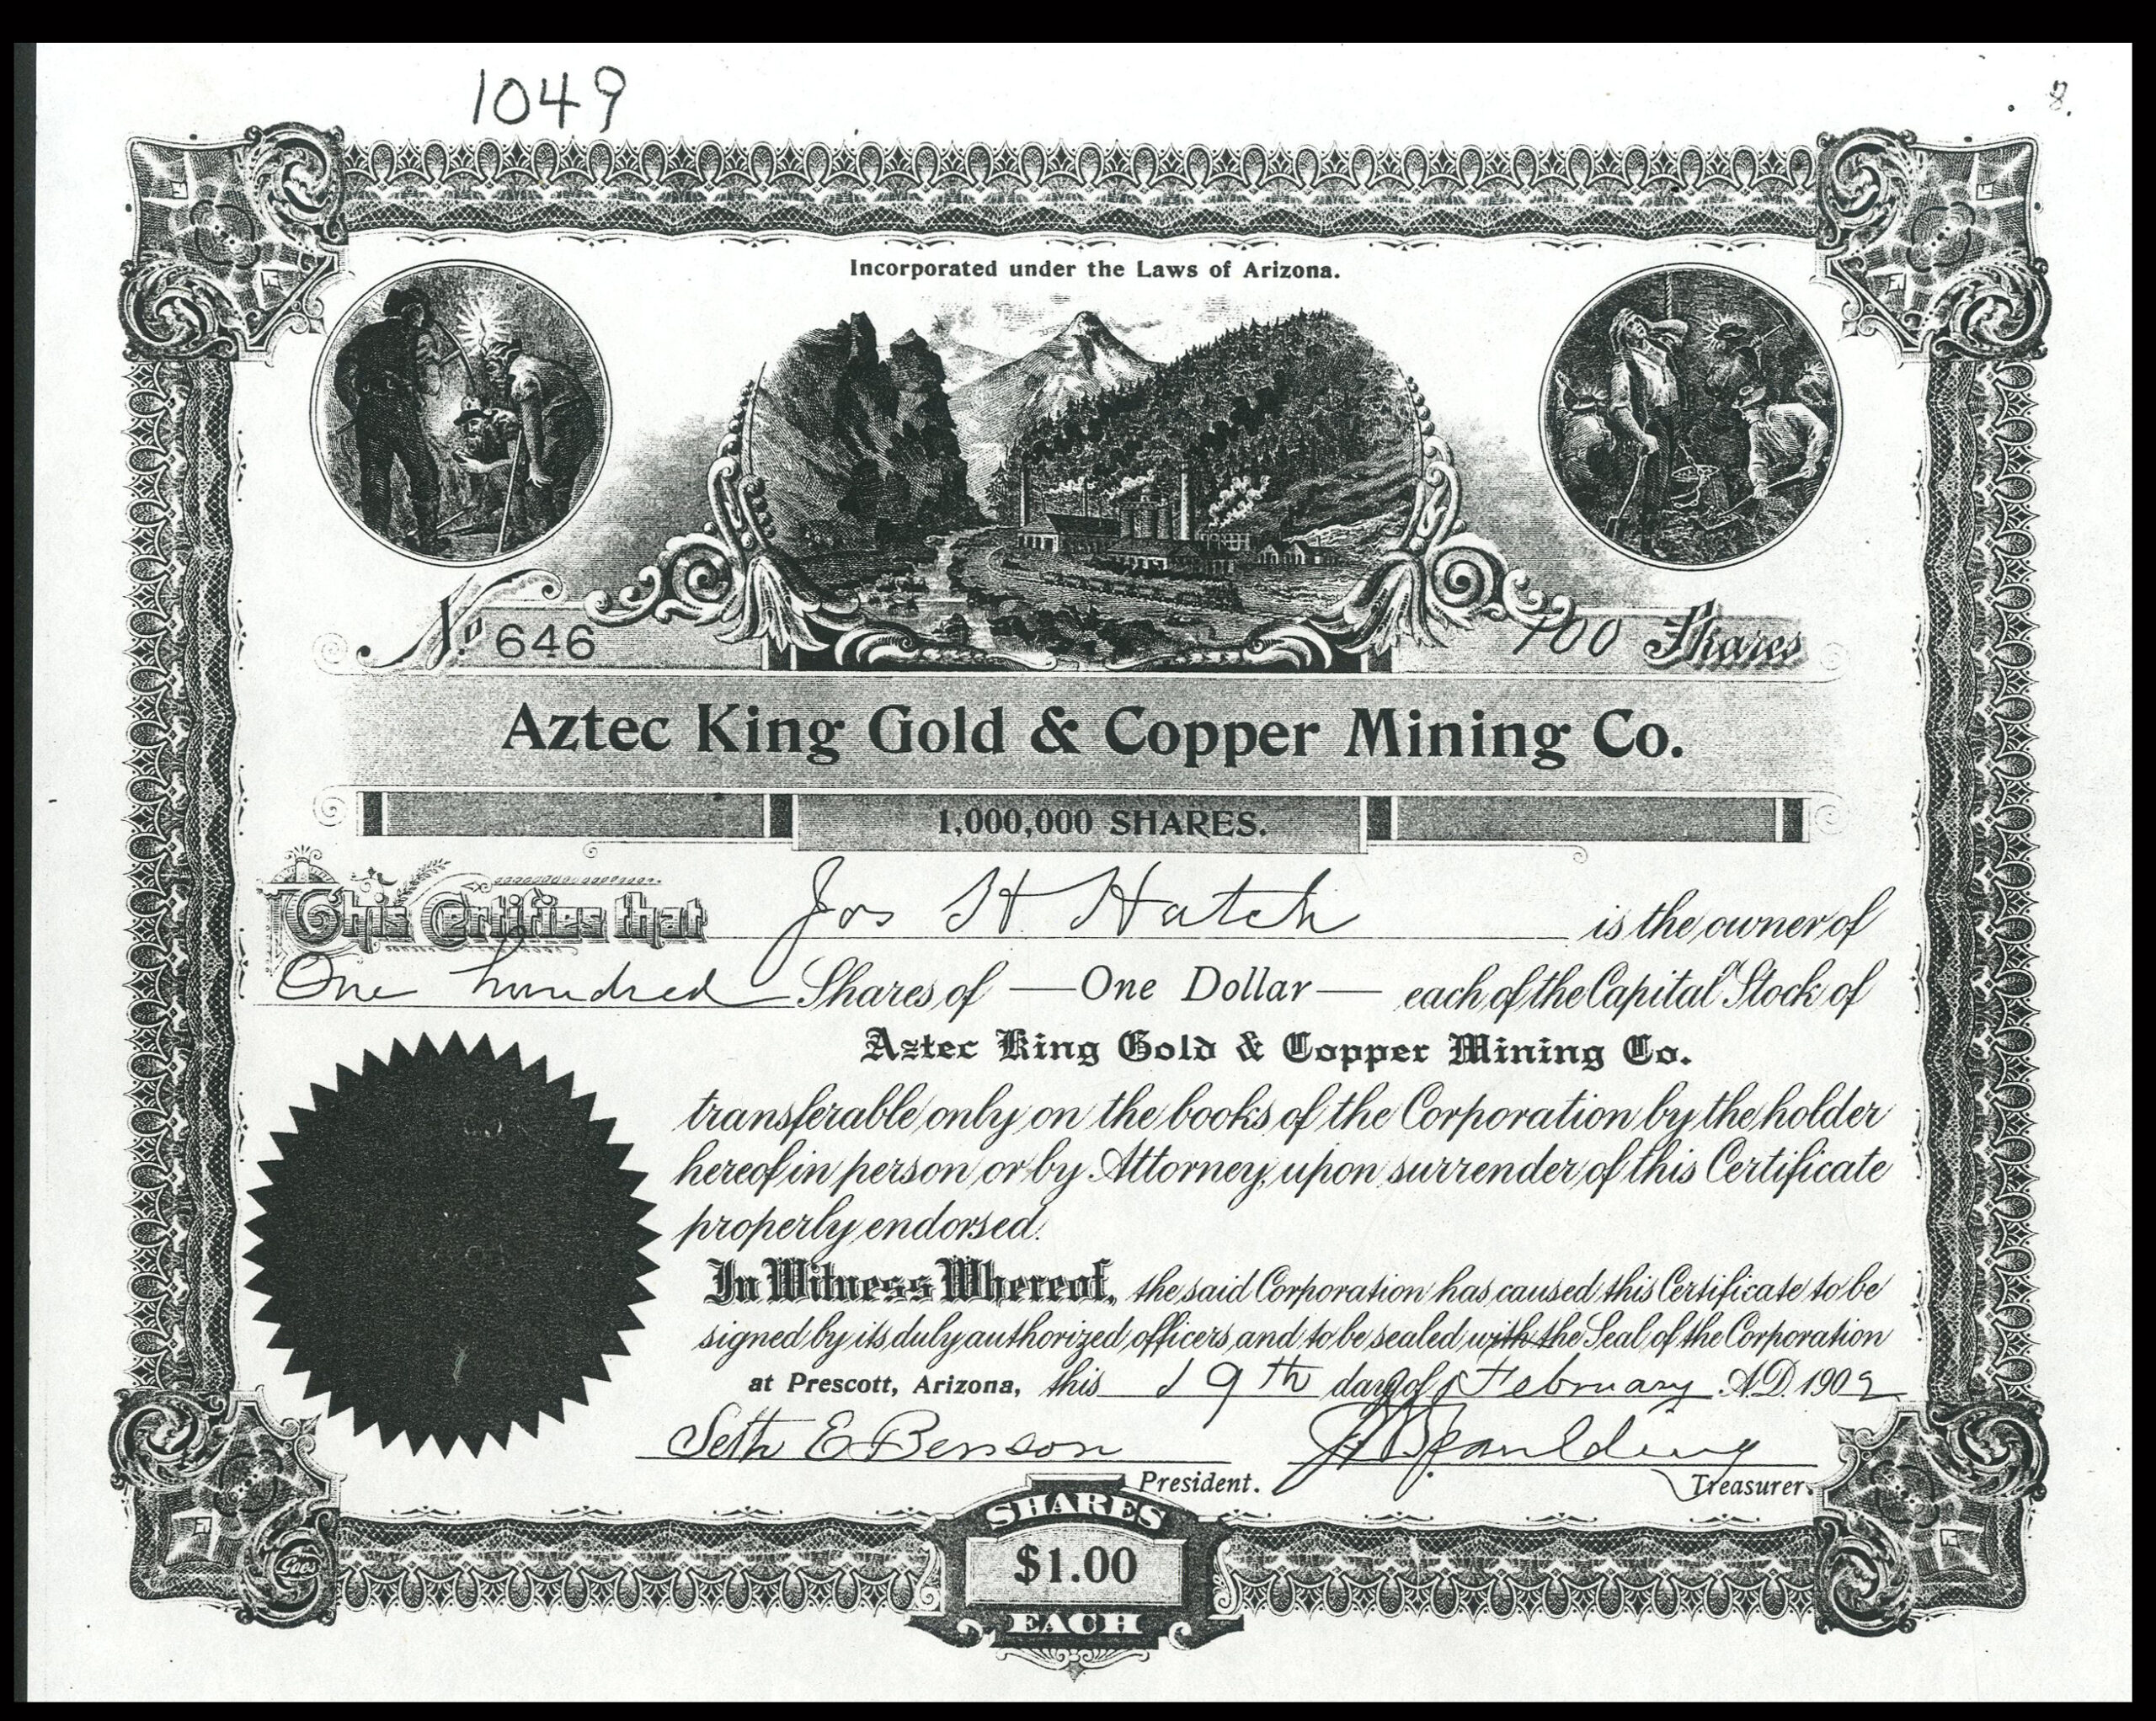 1049
8.
Incorporated under the Laws of Arizona.
No. 646
100 Shares
Aztec King Gold & Copper Mining Co.
1,000,000 SHARES.
This Certifies that Jos H Hatch is the owner of
One hundred Shares of — One Dollar — each of the Capital Stock of
Aztec King Gold & Copper Mining Co.
transferable only on the books of the Corporation by the holder
hereof in person or by Attorney, upon surrender of this Certificate
properly endorsed.
In Witness Whereof, the said Corporation has caused this Certificate to be
signed by its duly authorized officers and to be sealed with the Seal of the Corporation
at Prescott, Arizona, this 19th day of February A.D. 1902
Seth E Benson
President.
Spaulding
Treasurer.
SHARES
$1.00
EACH
Goes